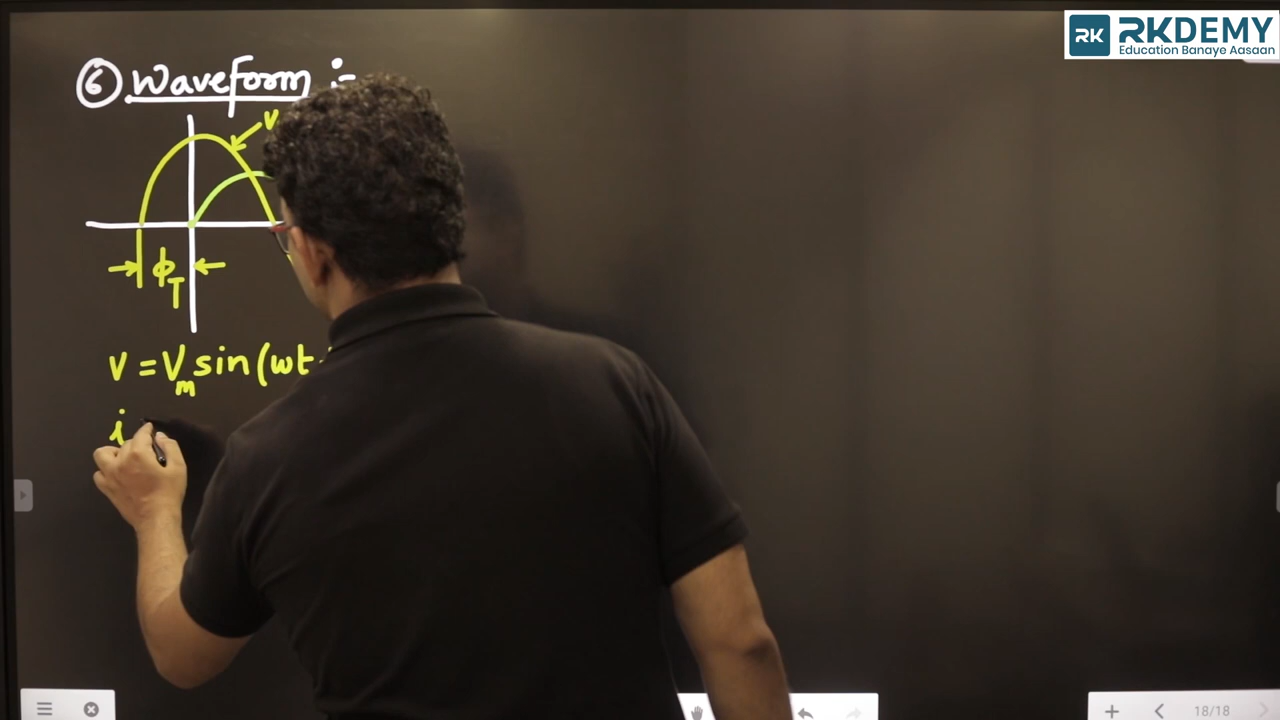 RK RKDEMY
Education Banaye Aasaan
⑥ Waveform :-
V
ϕT
V = Vm sin (ωt
i
18/18